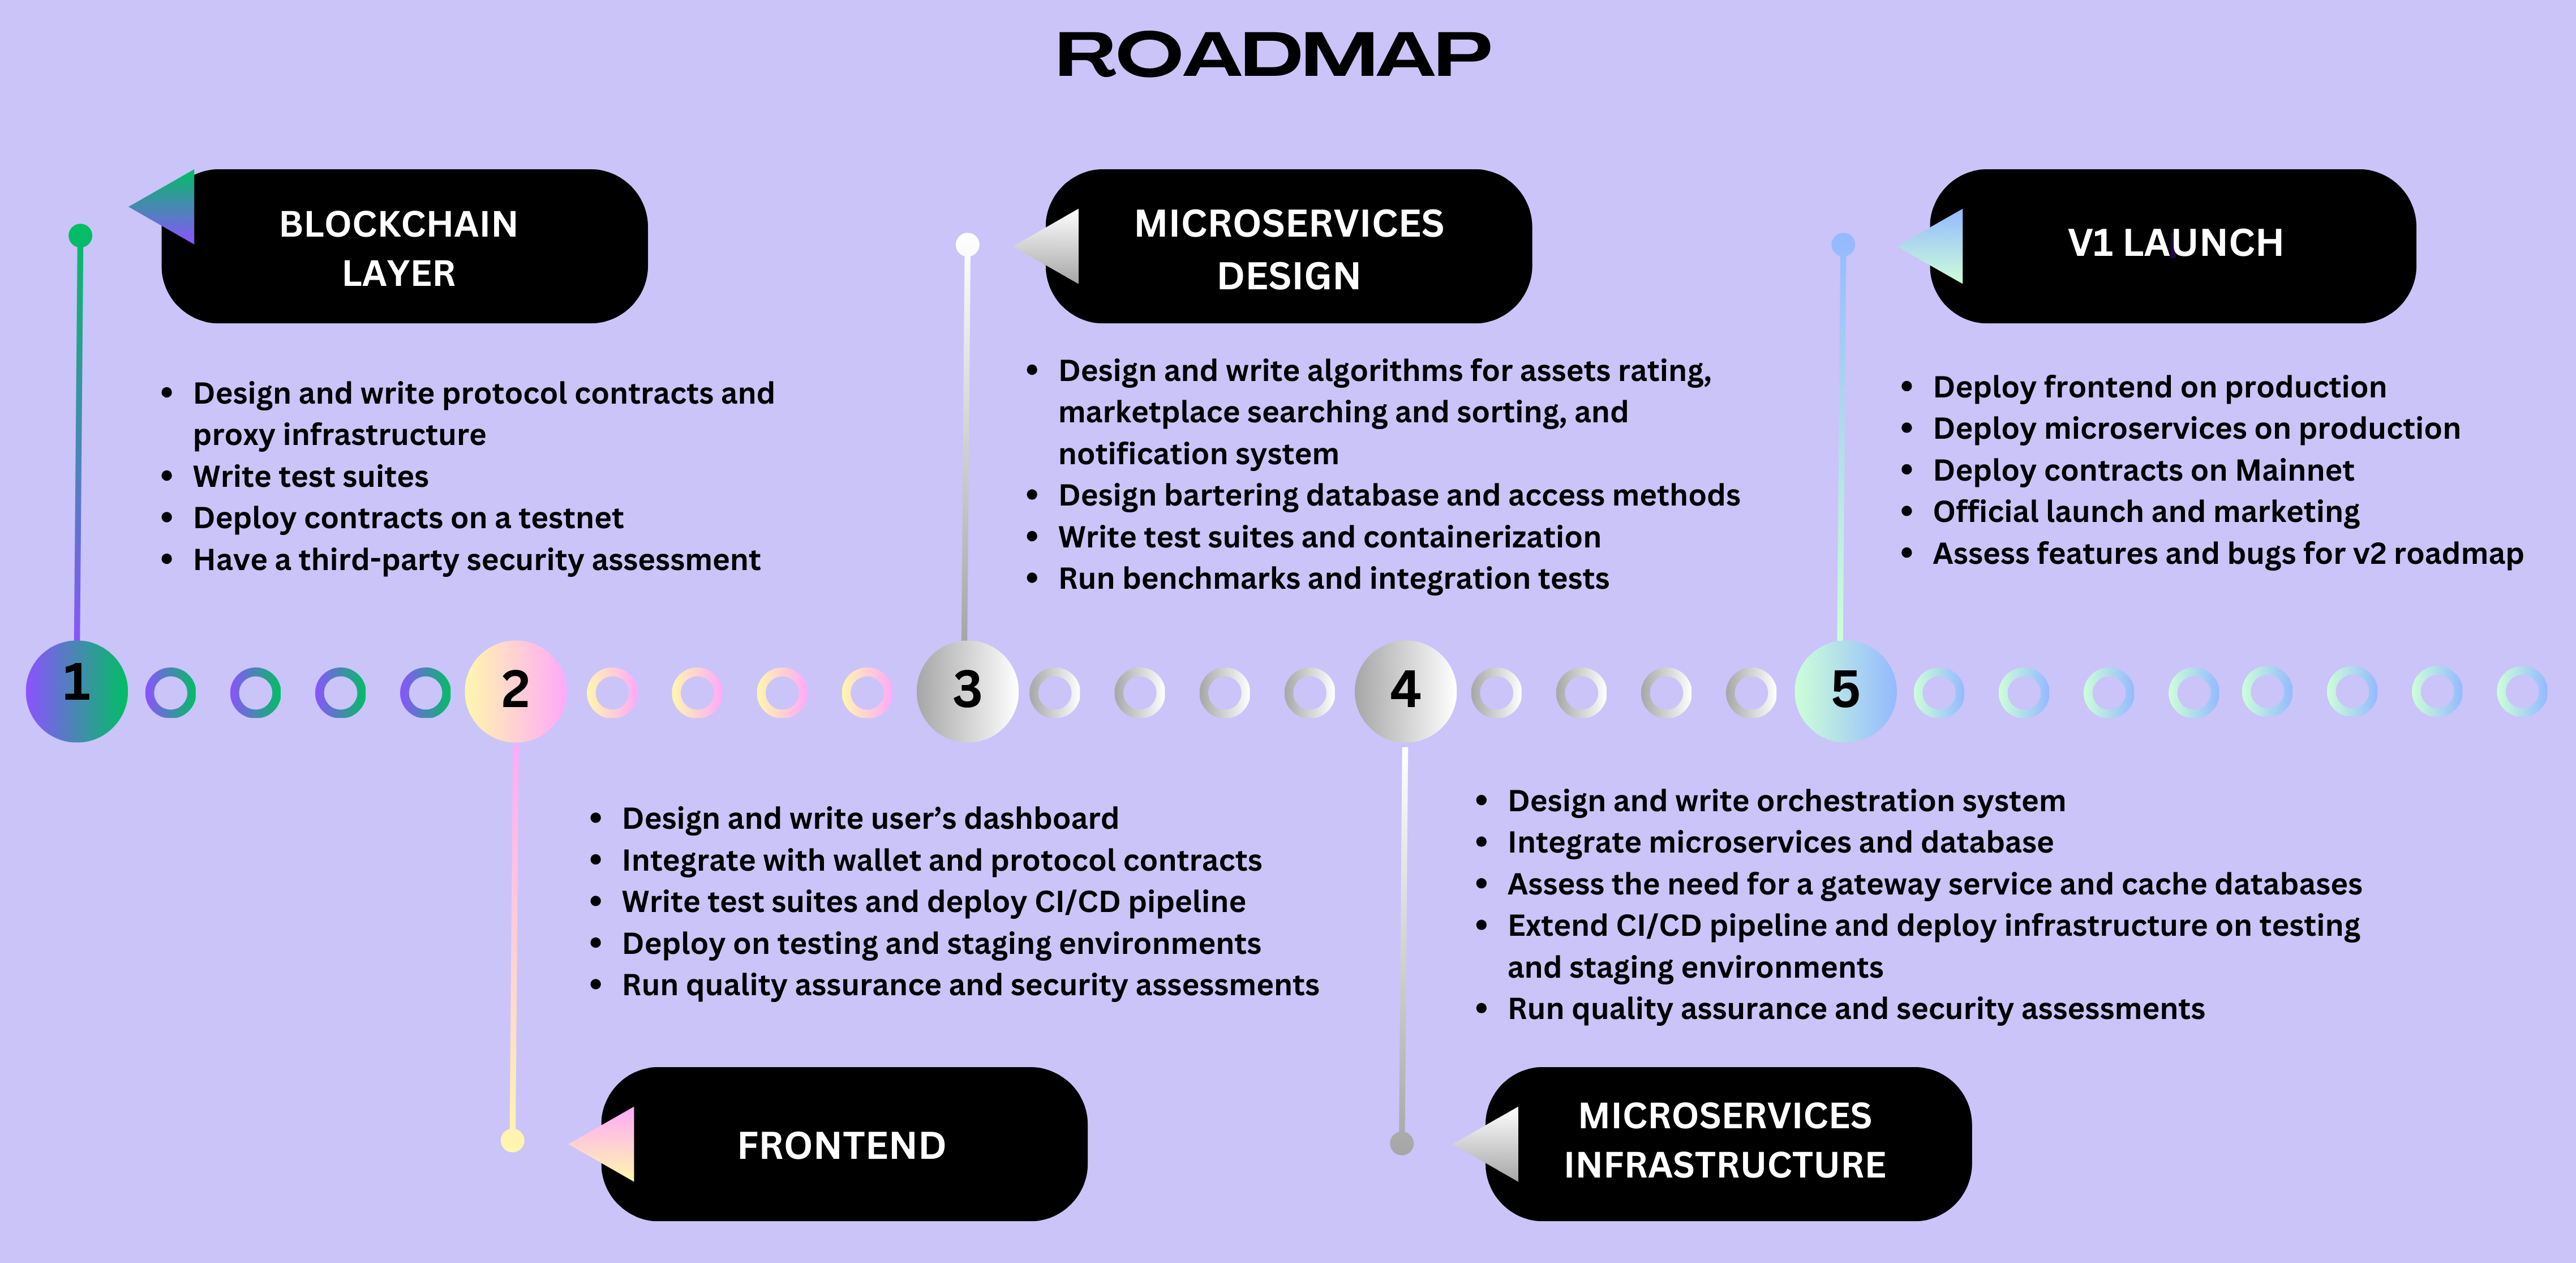 ROADMAP
BLOCKCHAIN
LAYER
• Design and write protocol contracts and
proxy infrastructure
• Write test suites
• Deploy contracts on a testnet
• Have a third-party security assessment
MICROSERVICES
DESIGN
• Design and write algorithms for assets rating,
marketplace searching and sorting, and
notification system
• Design bartering database and access methods
• Write test suites and containerization
• Run benchmarks and integration tests
V1 LAUNCH
• Deploy frontend on production
• Deploy microservices on production
• Deploy contracts on Mainnet
• Official launch and marketing
• Assess features and bugs for v2 roadmap
1
2
3
4
5
• Design and write user’s dashboard
• Integrate with wallet and protocol contracts
• Write test suites and deploy CI/CD pipeline
• Deploy on testing and staging environments
• Run quality assurance and security assessments
FRONTEND
• Design and write orchestration system
• Integrate microservices and database
• Assess the need for a gateway service and cache databases
• Extend CI/CD pipeline and deploy infrastructure on testing
and staging environments
• Run quality assurance and security assessments
MICROSERVICES
INFRASTRUCTURE